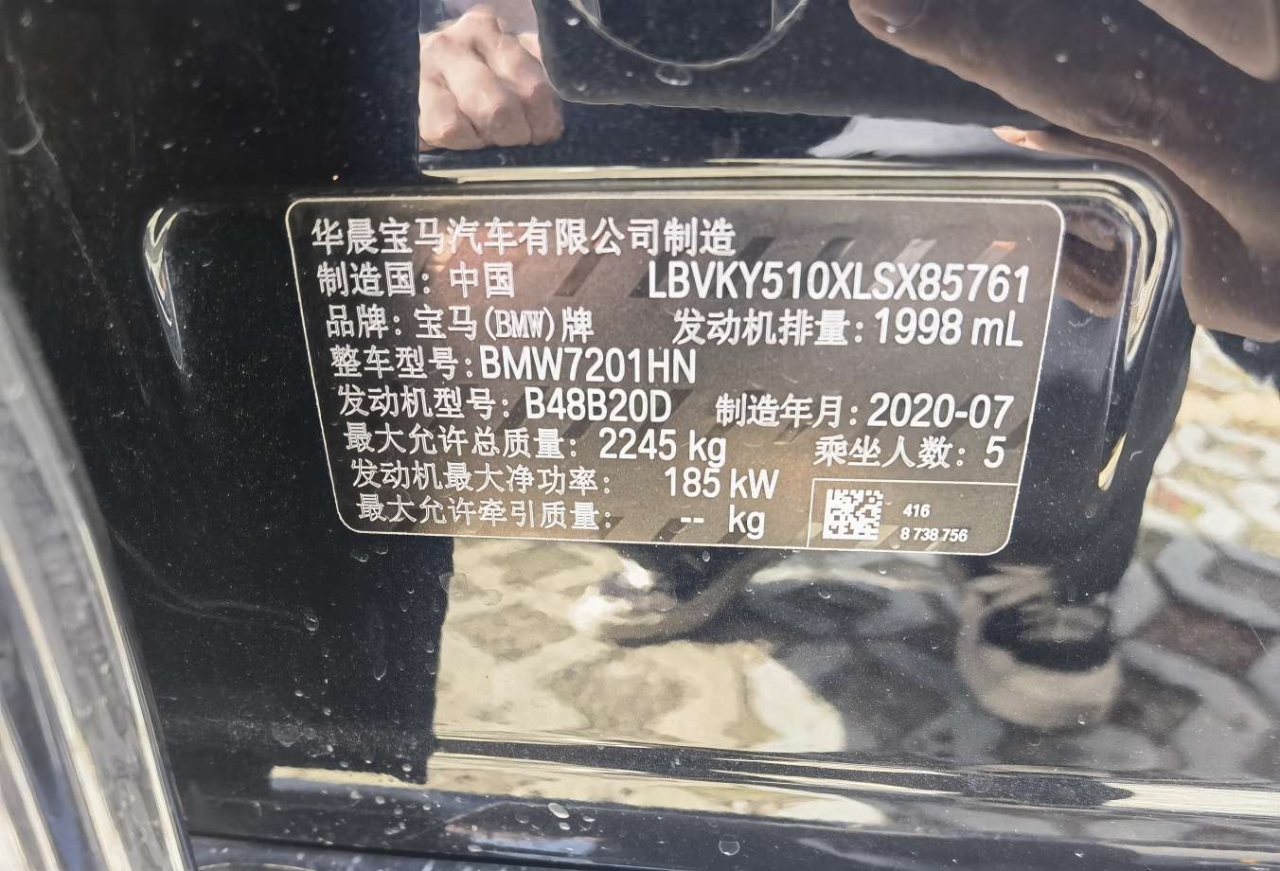 华晨宝马汽车有限公司制造
制造国：中国 LBVKY510XLSX85761
品牌：宝马(BMW)牌 发动机排量：1998 mL
整车型号：BMW7201HN
发动机型号：B48B20D 制造年月：2020-07
最大允许总质量：2245 kg 乘坐人数：5
发动机最大净功率：185 kW
最大允许牵引质量：-- kg
416
8 738 756